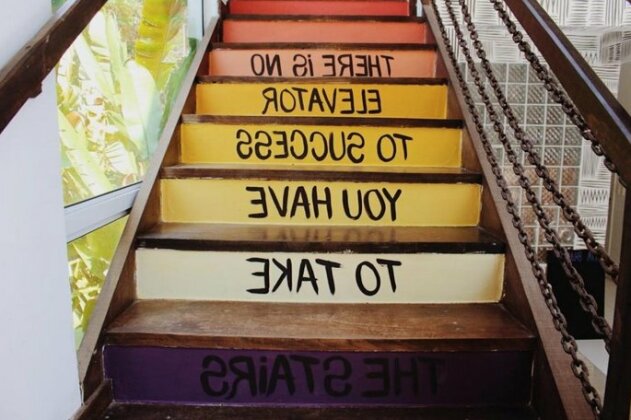 THERE iS NO
ELEVATOR
TO SUCCESS
YOU HAVE
TO TAKE
THE STAiRS